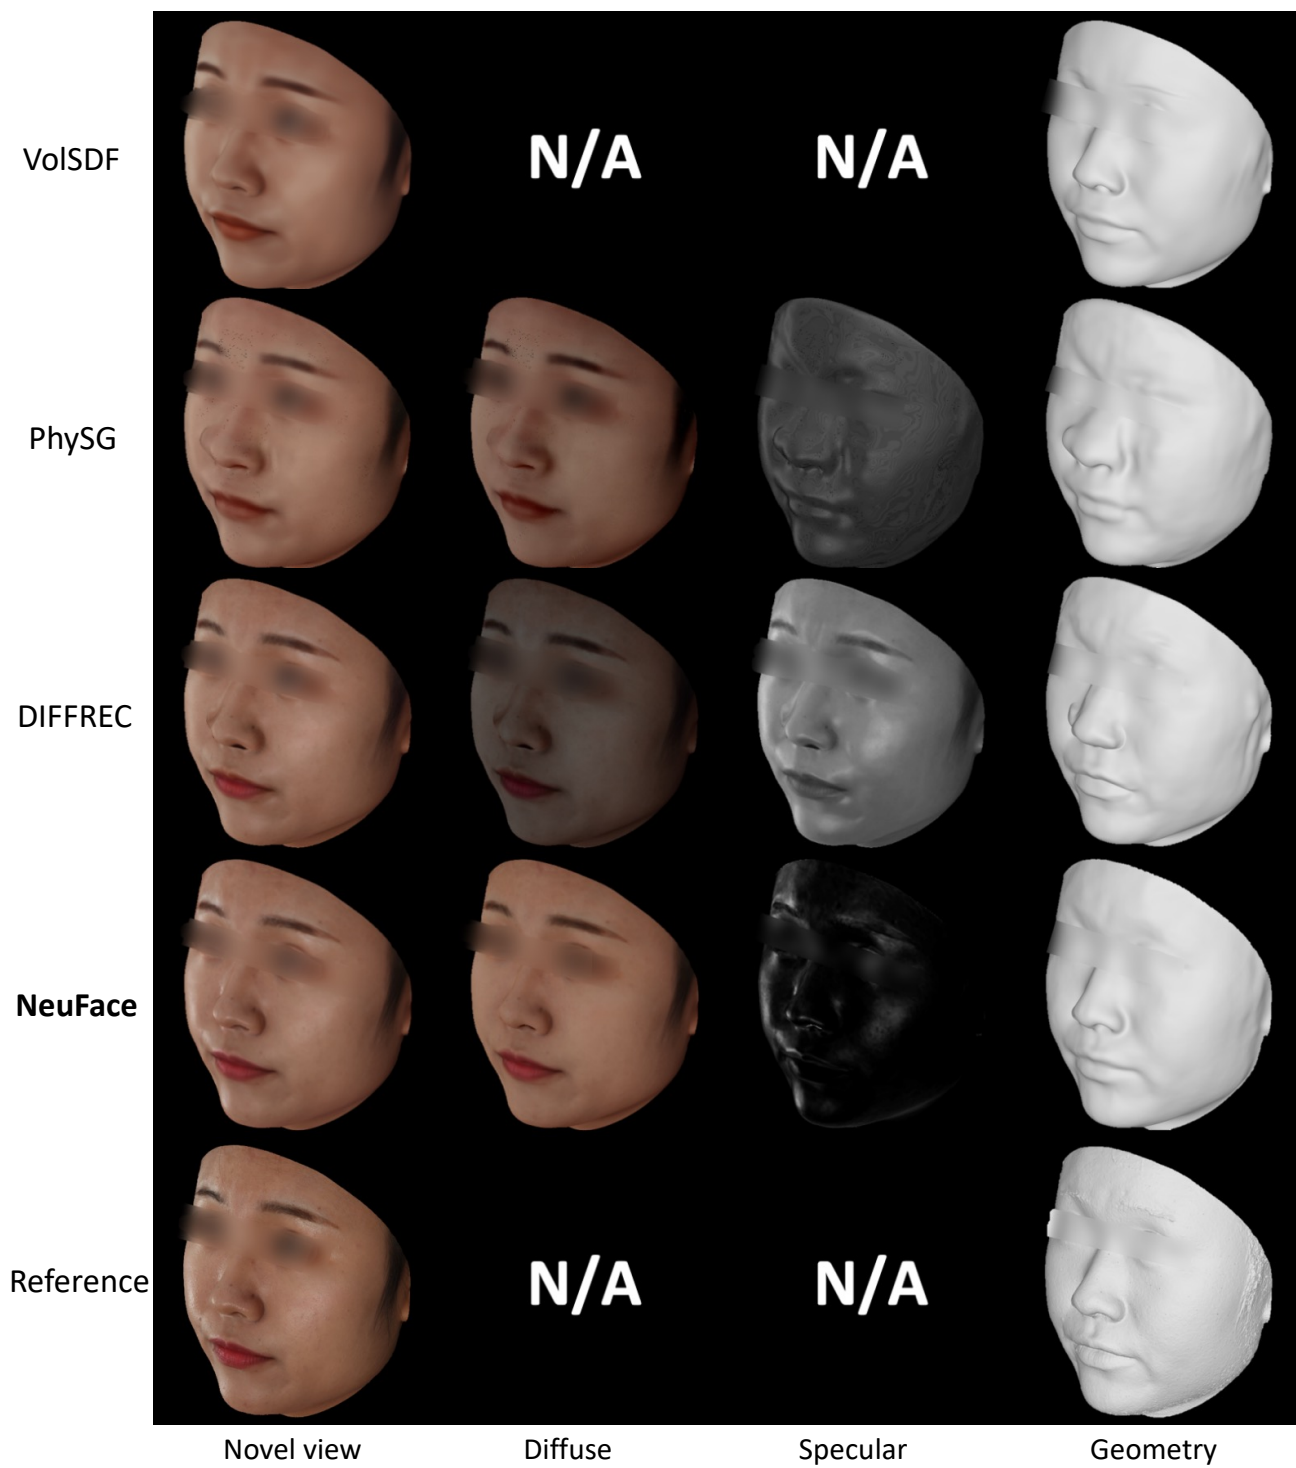 VolSDF N/A N/A
PhySG
DIFFREC
NeuFace
Reference N/A N/A
Novel view Diffuse Specular Geometry